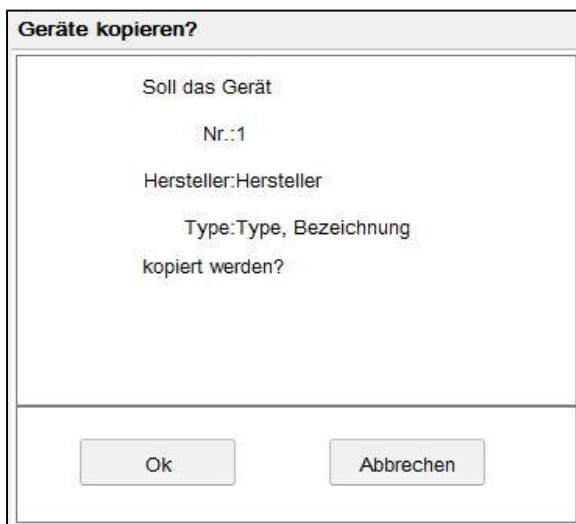 Geräte kopieren?
Soll das Gerät
Nr.:1
Hersteller:Hersteller
Type:Type, Bezeichnung
kopiert werden?
Ok
Abbrechen